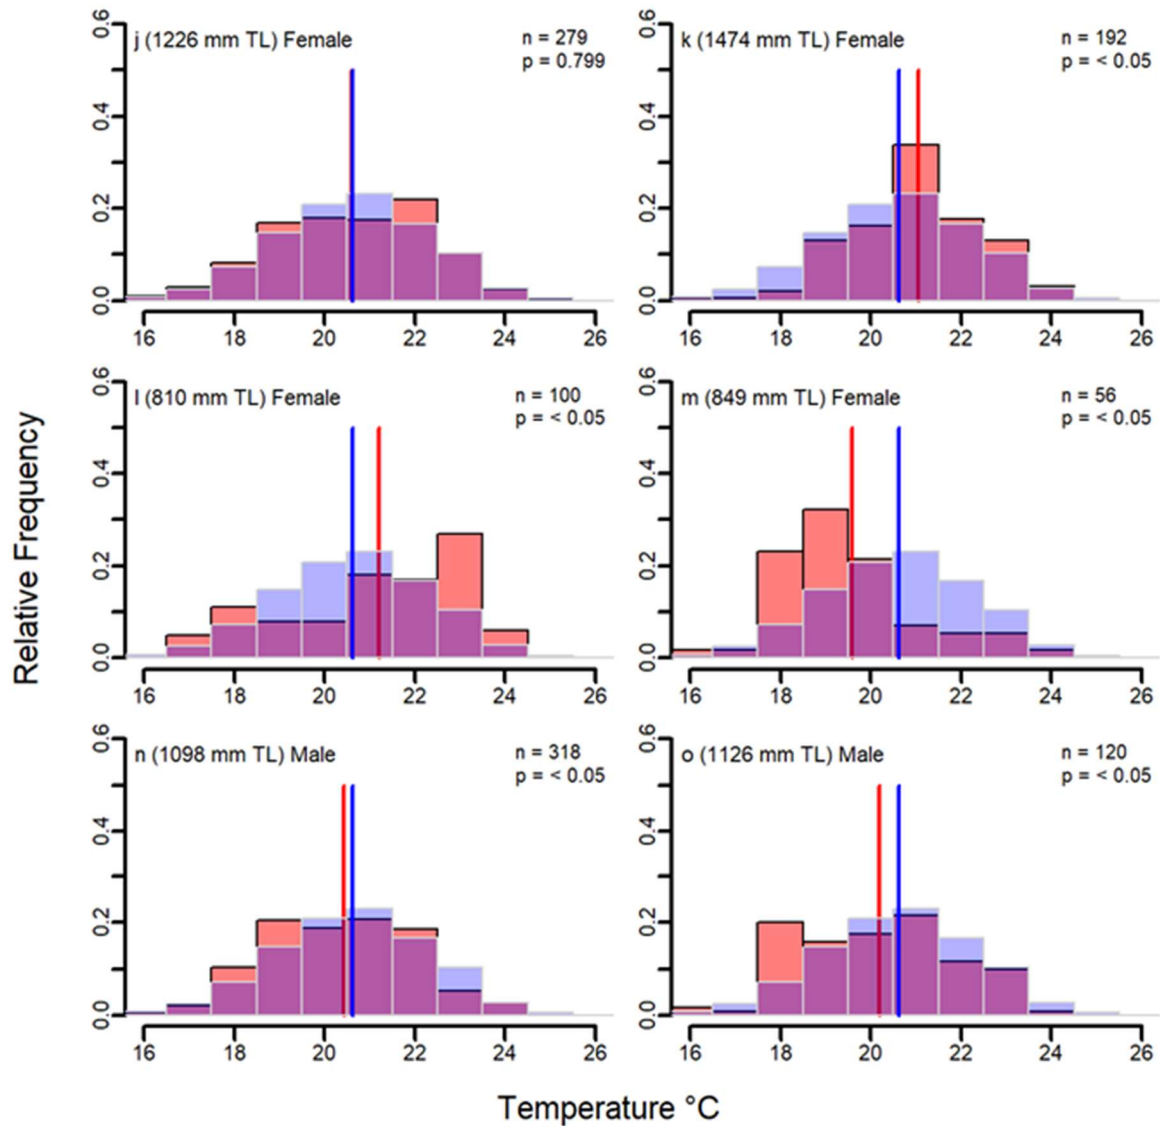 j (1226 mm TL) Female
n = 279
p = 0.799
0.0 0.2 0.4 0.6
16 18 20 22 24 26
k (1474 mm TL) Female
n = 192
p = < 0.05
0.0 0.2 0.4 0.6
16 18 20 22 24 26
l (810 mm TL) Female
n = 100
p = < 0.05
0.0 0.2 0.4 0.6
16 18 20 22 24 26
m (849 mm TL) Female
n = 56
p = < 0.05
0.0 0.2 0.4 0.6
16 18 20 22 24 26
n (1098 mm TL) Male
n = 318
p = < 0.05
0.0 0.2 0.4 0.6
16 18 20 22 24 26
o (1126 mm TL) Male
n = 120
p = < 0.05
0.0 0.2 0.4 0.6
16 18 20 22 24 26
Relative Frequency
Temperature °C